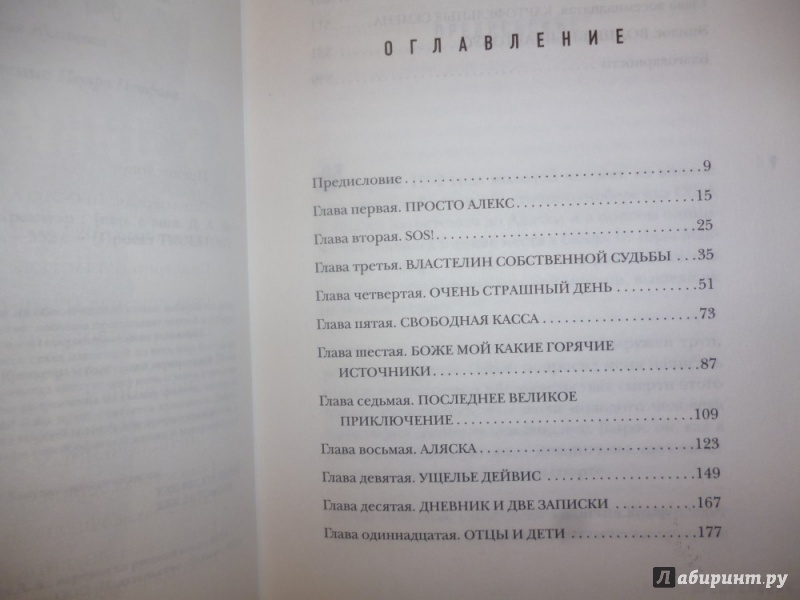 ОГЛАВЛЕНИЕ
Предисловие 9
Глава первая. ПРОСТО АЛЕКС 15
Глава вторая. SOS! 25
Глава третья. ВЛАСТЕЛИН СОБСТВЕННОЙ СУДЬБЫ 35
Глава четвертая. ОЧЕНЬ СТРАШНЫЙ ДЕНЬ 51
Глава пятая. СВОБОДНАЯ КАССА 73
Глава шестая. БОЖЕ МОЙ КАКИЕ ГОРЯЧИЕ
ИСТОЧНИКИ 87
Глава седьмая. ПОСЛЕДНЕЕ ВЕЛИКОЕ
ПРИКЛЮЧЕНИЕ 109
Глава восьмая. АЛЯСКА 123
Глава девятая. УЩЕЛЬЕ ДЕЙВИС 149
Глава десятая. ДНЕВНИК И ДВЕ ЗАПИСКИ 167
Глава одиннадцатая. ОТЦЫ И ДЕТИ 177
Лабиринт.ру